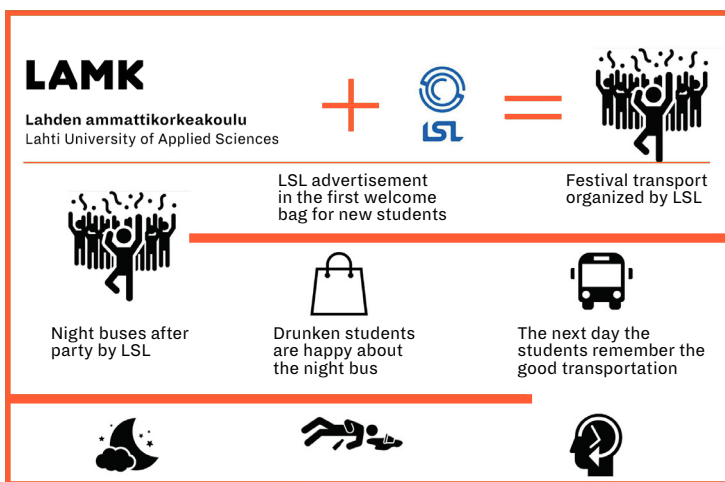 LAMK
Lahden ammattikorkeakoulu
Lahti University of Applied Sciences
LSL
LSL advertisement
in the first welcome
bag for new students
Festival transport
organized by LSL
Night buses after
party by LSL
Drunken students
are happy about
the night bus
The next day the
students remember the
good transportation